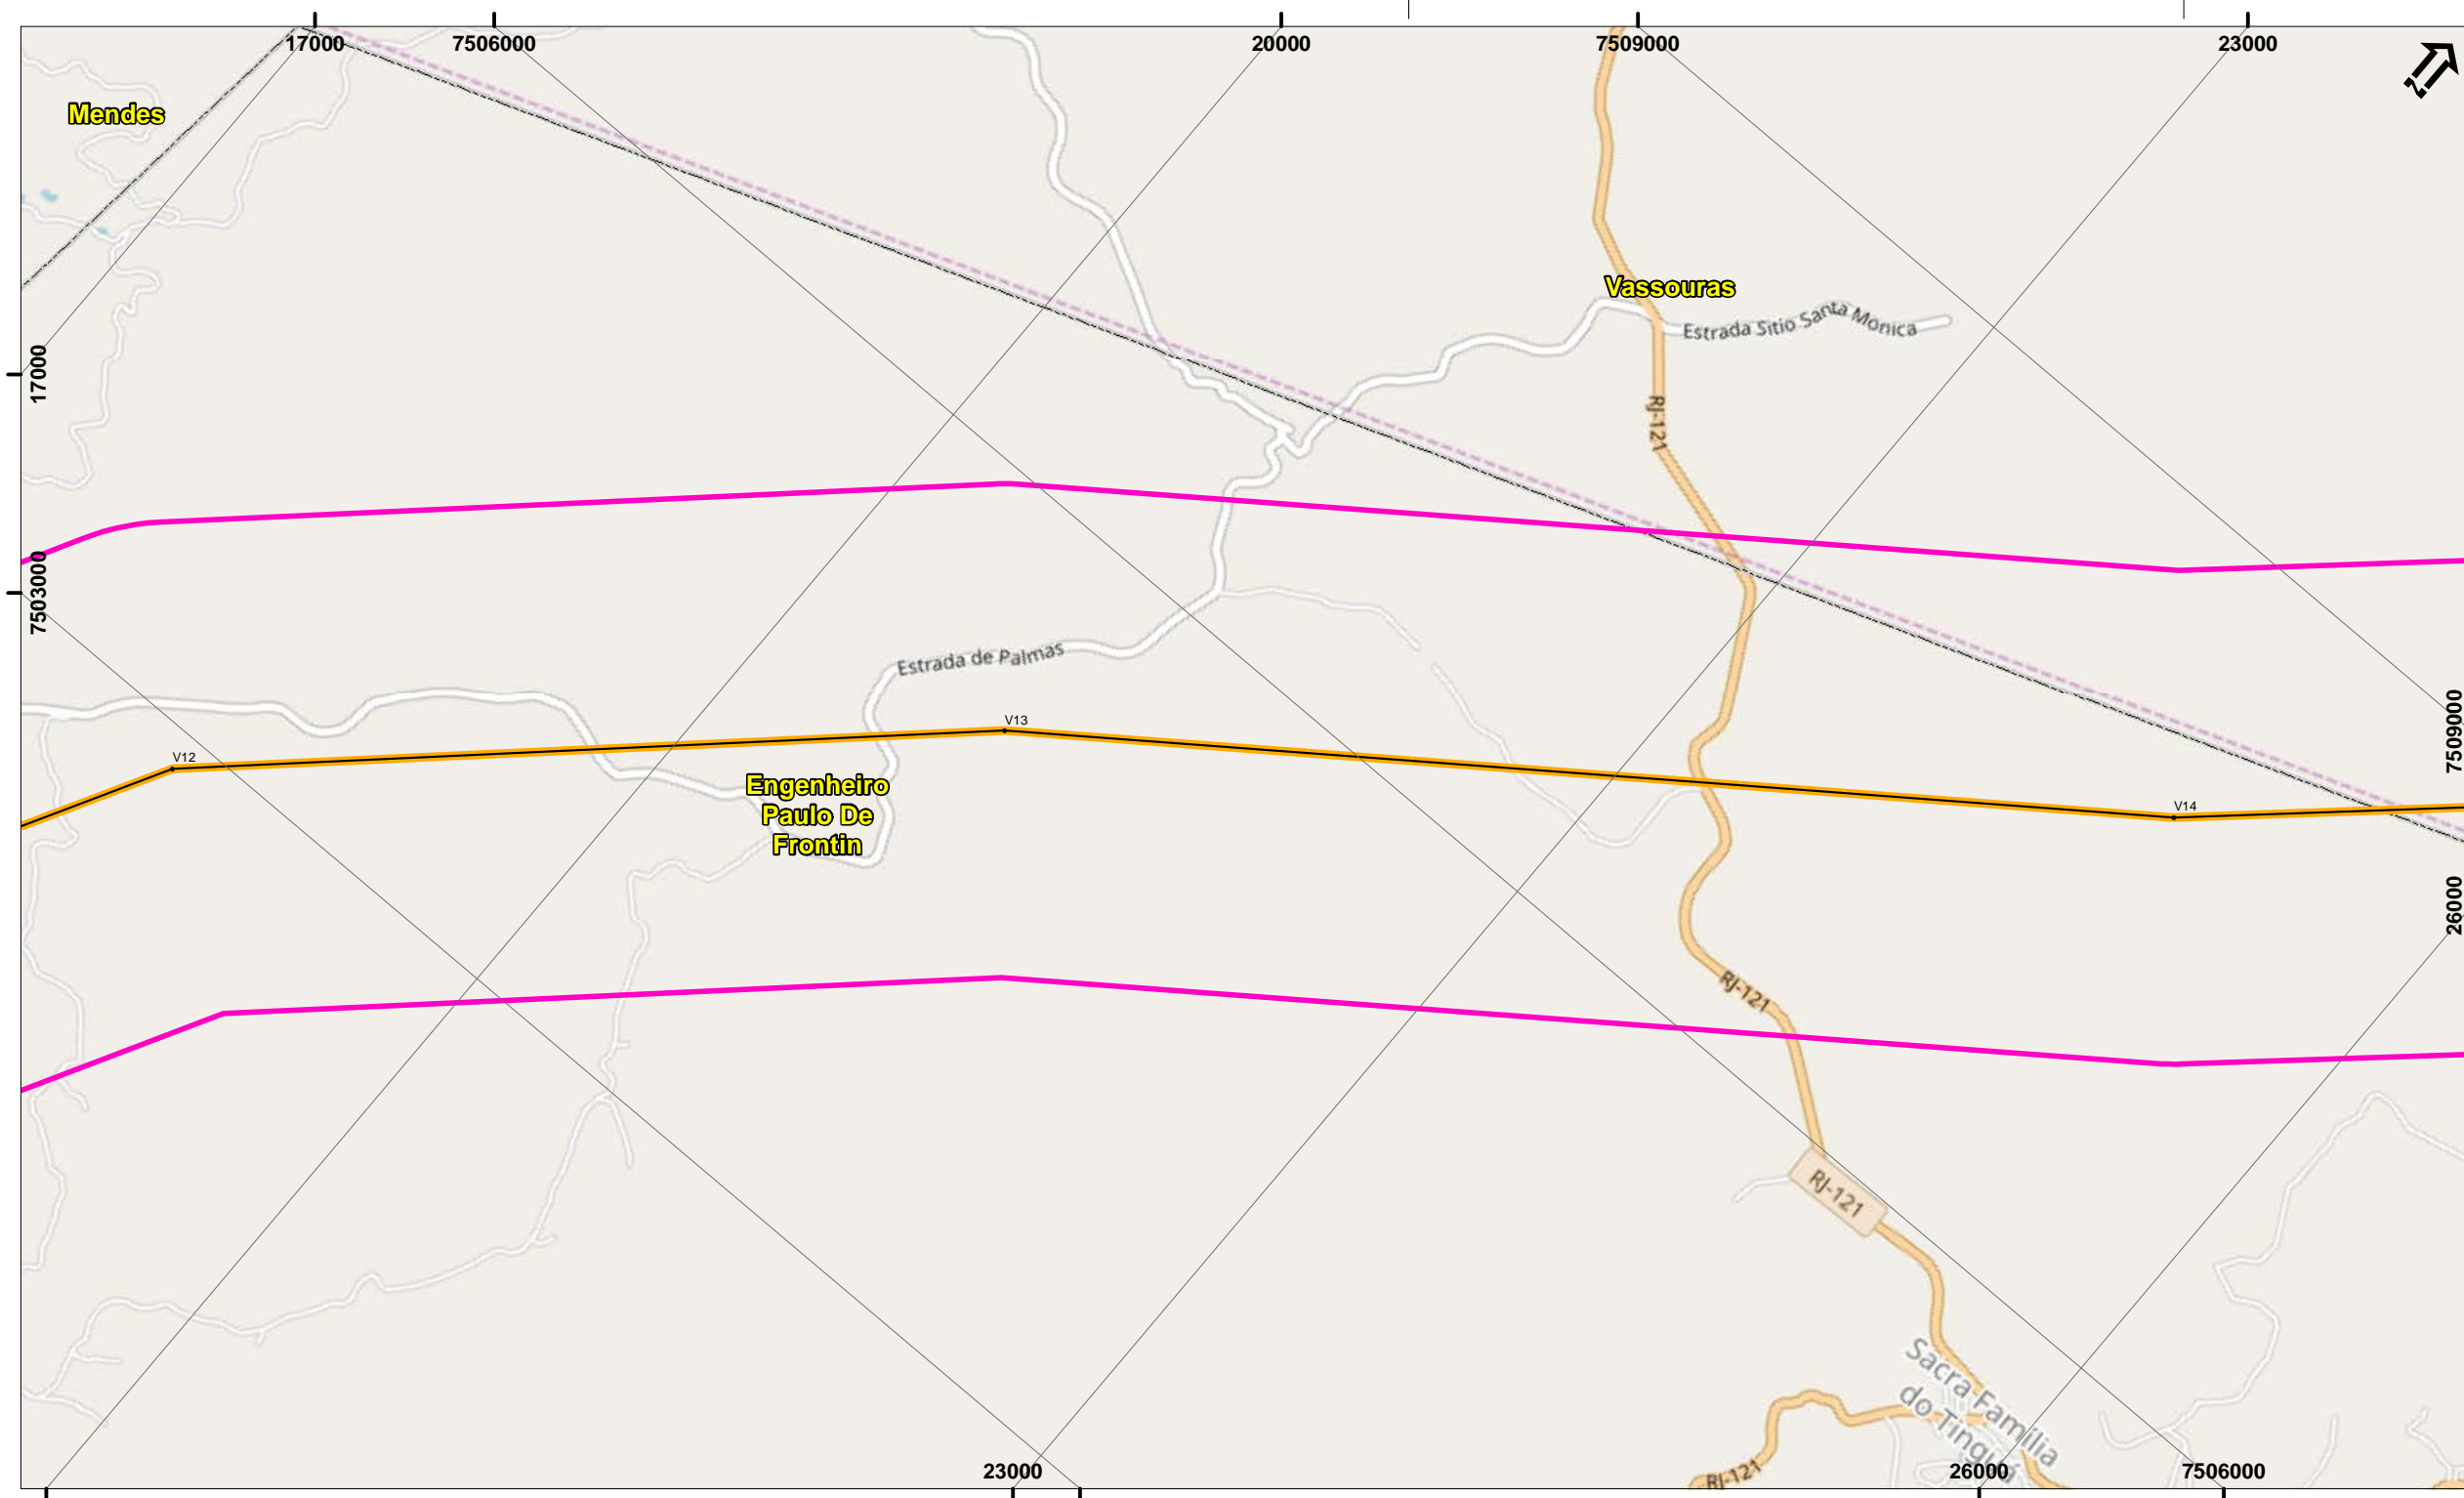 17000
7506000
20000
7509000
23000
Mendes
Vassouras
Estrada Sitio Santa Monica
17000
RJ-121
7503000
Estrada de Palmas
7509000
V13
V12
Engenheiro
Paulo De
Frontin
V14
26000
RJ-121
RJ-121
Sacra Família
do Tinguá
23000
26000
7506000
RJ-121